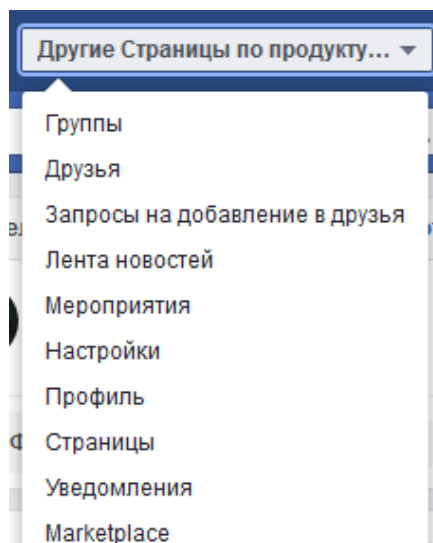 Другие Страницы по продукту...
Группы
Друзья
Запросы на добавление в друзья
Лента новостей
Мероприятия
Настройки
Профиль
Страницы
Уведомления
Marketplace